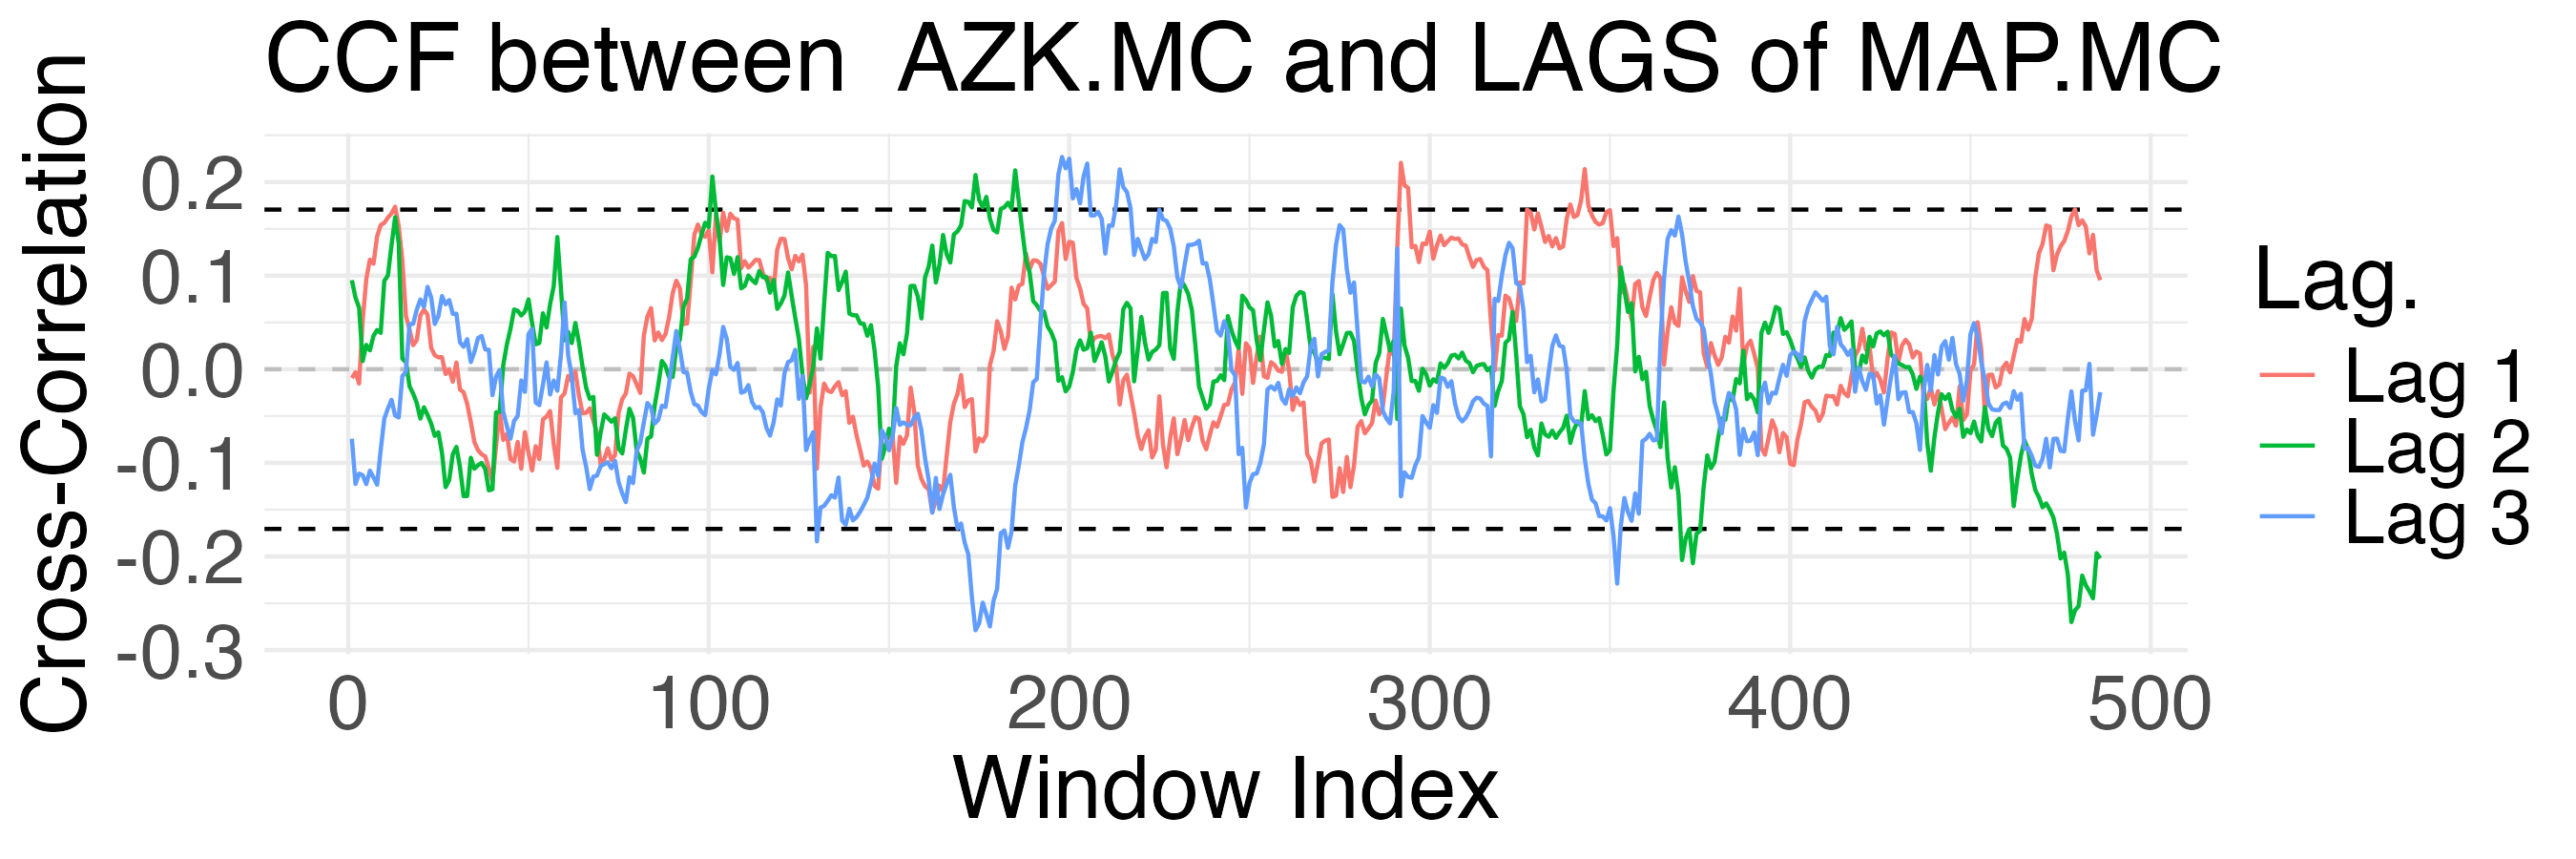 CCF between  AZK.MC and LAGS of MAP.MC
Cross-Correlation
0.2
0.1
0.0
-0.1
-0.2
-0.3
0 100 200 300 400 500
Window Index
Lag.
Lag 1
Lag 2
Lag 3